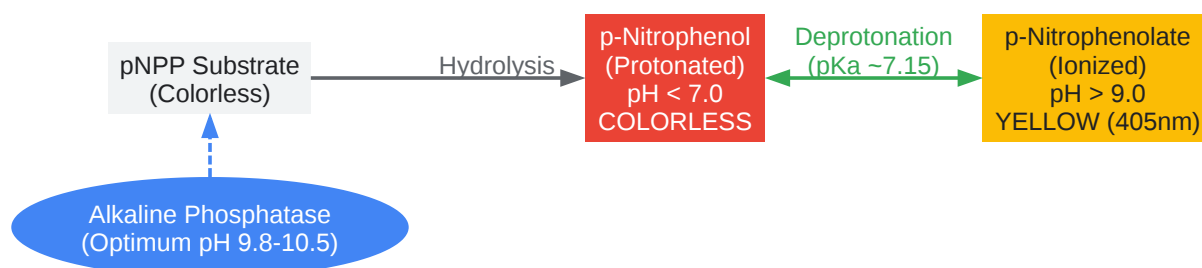 pNPP Substrate
(Colorless)
Hydrolysis
p-Nitrophenol
(Protonated)
pH < 7.0
COLORLESS
Deprotonation
(pKa ~7.15)
p-Nitrophenolate
(Ionized)
pH > 9.0
YELLOW (405nm)
Alkaline Phosphatase
(Optimum pH 9.8-10.5)